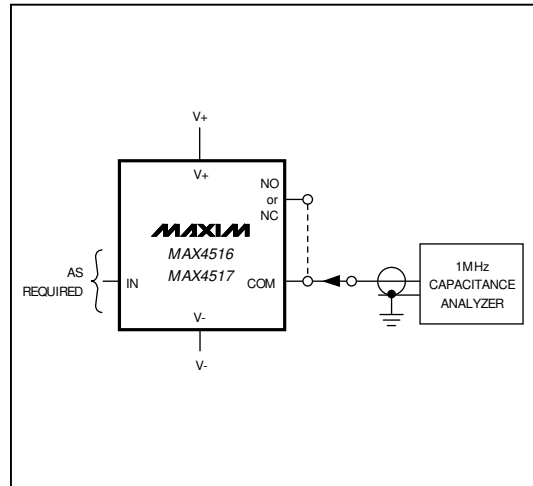 V+
V+
NO
or
NC
MAXIM
MAX4516
MAX4517
AS
REQUIRED
IN
COM
V-
V-
1MHz
CAPACITANCE
ANALYZER